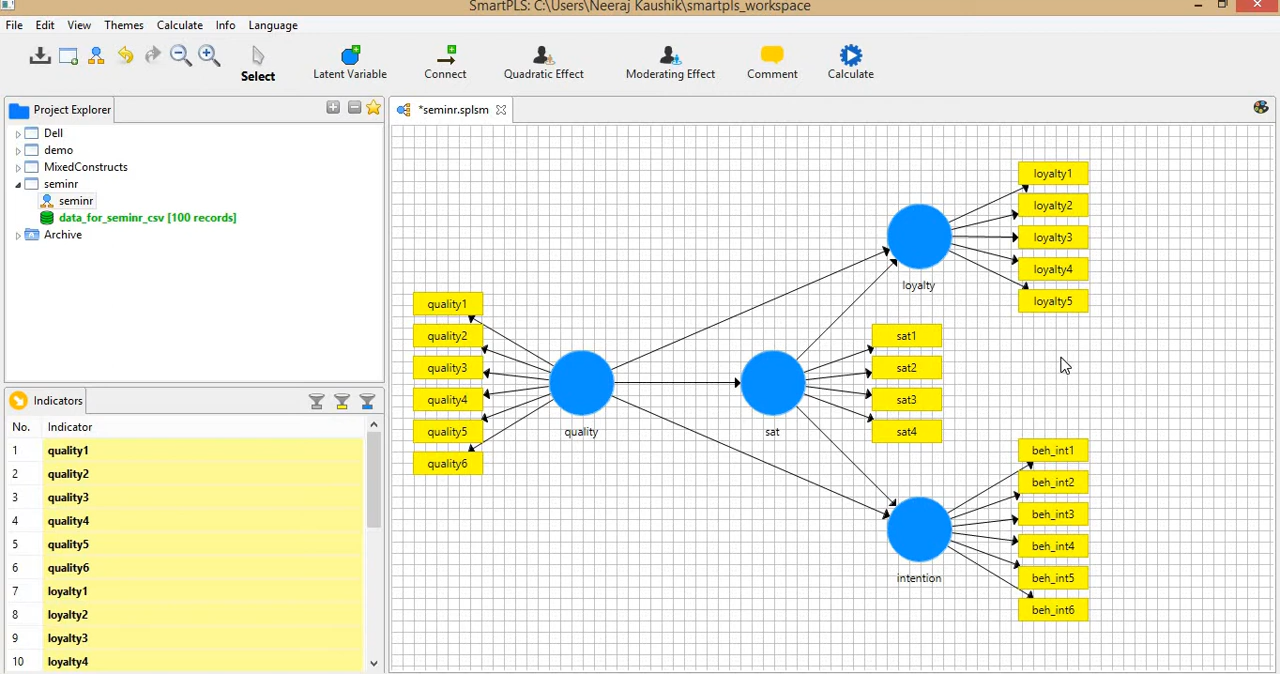 SmartPLS: C:\Users\Neeraj Kaushik\smartpls_workspace
File Edit View Themes Calculate Info Language
Select
Latent Variable
Connect
Quadratic Effect
Moderating Effect
Comment
Calculate
Project Explorer
Dell
demo
MixedConstructs
seminr
seminr
data_for_seminr_csv [100 records]
Archive
Indicators
No. Indicator
1 quality1
2 quality2
3 quality3
4 quality4
5 quality5
6 quality6
7 loyalty1
8 loyalty2
9 loyalty3
10 loyalty4
*seminr.splsm
quality1
quality2
quality3
quality4
quality5
quality6
quality
sat
sat1
sat2
sat3
sat4
loyalty
loyalty1
loyalty2
loyalty3
loyalty4
loyalty5
intention
beh_int1
beh_int2
beh_int3
beh_int4
beh_int5
beh_int6